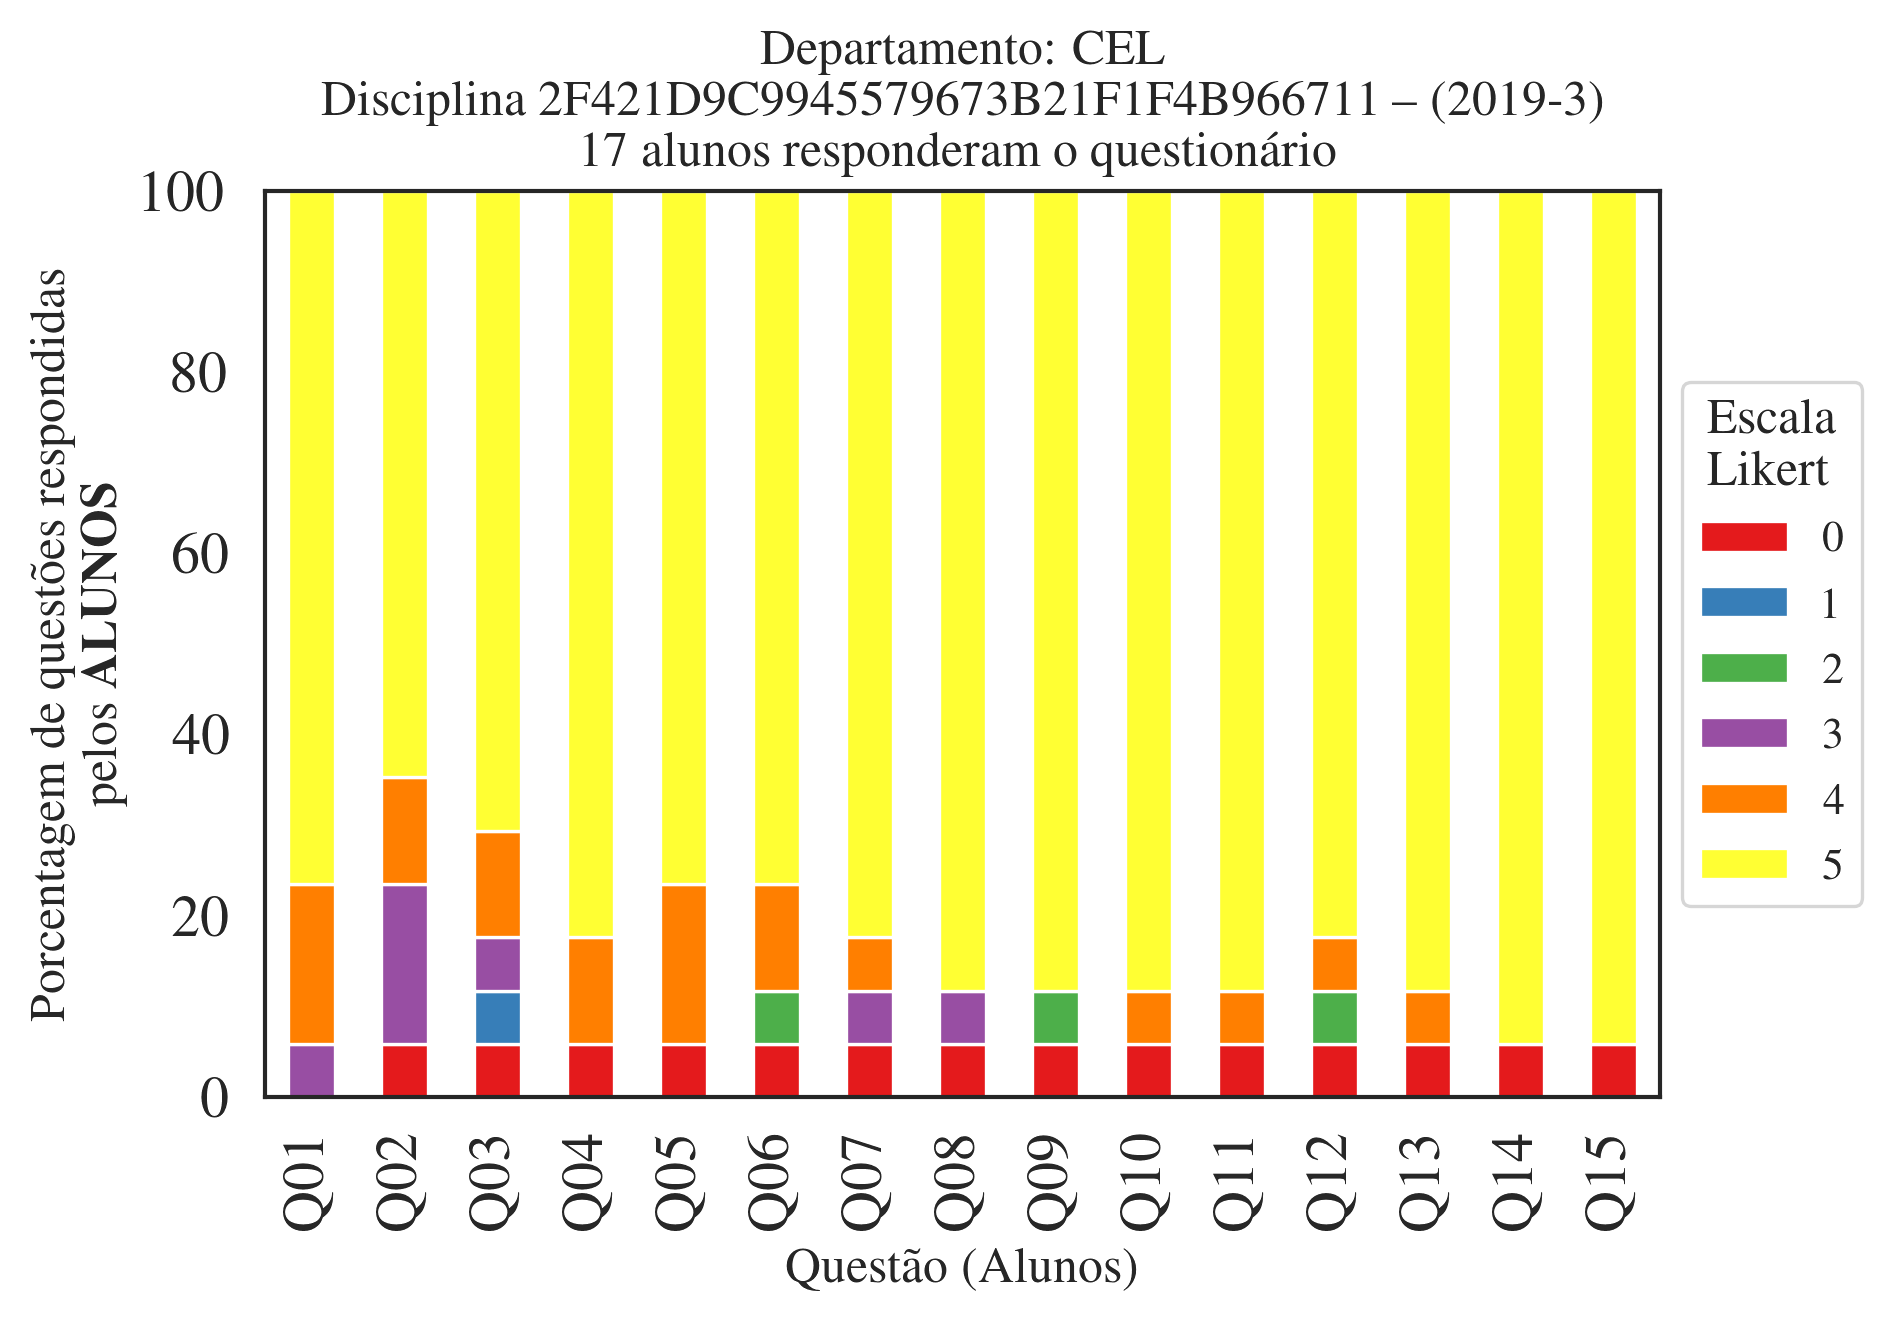 Departamento: CEL
Disciplina 2F421D9C9945579673B21F1F4B966711 – (2019-3)
17 alunos responderam o questionário
Porcentagem de questões respondidas
pelos ALUNOS
100
80
60
40
20
0
Q01
Q02
Q03
Q04
Q05
Q06
Q07
Q08
Q09
Q10
Q11
Q12
Q13
Q14
Q15
Questão (Alunos)
Escala
Likert
0
1
2
3
4
5